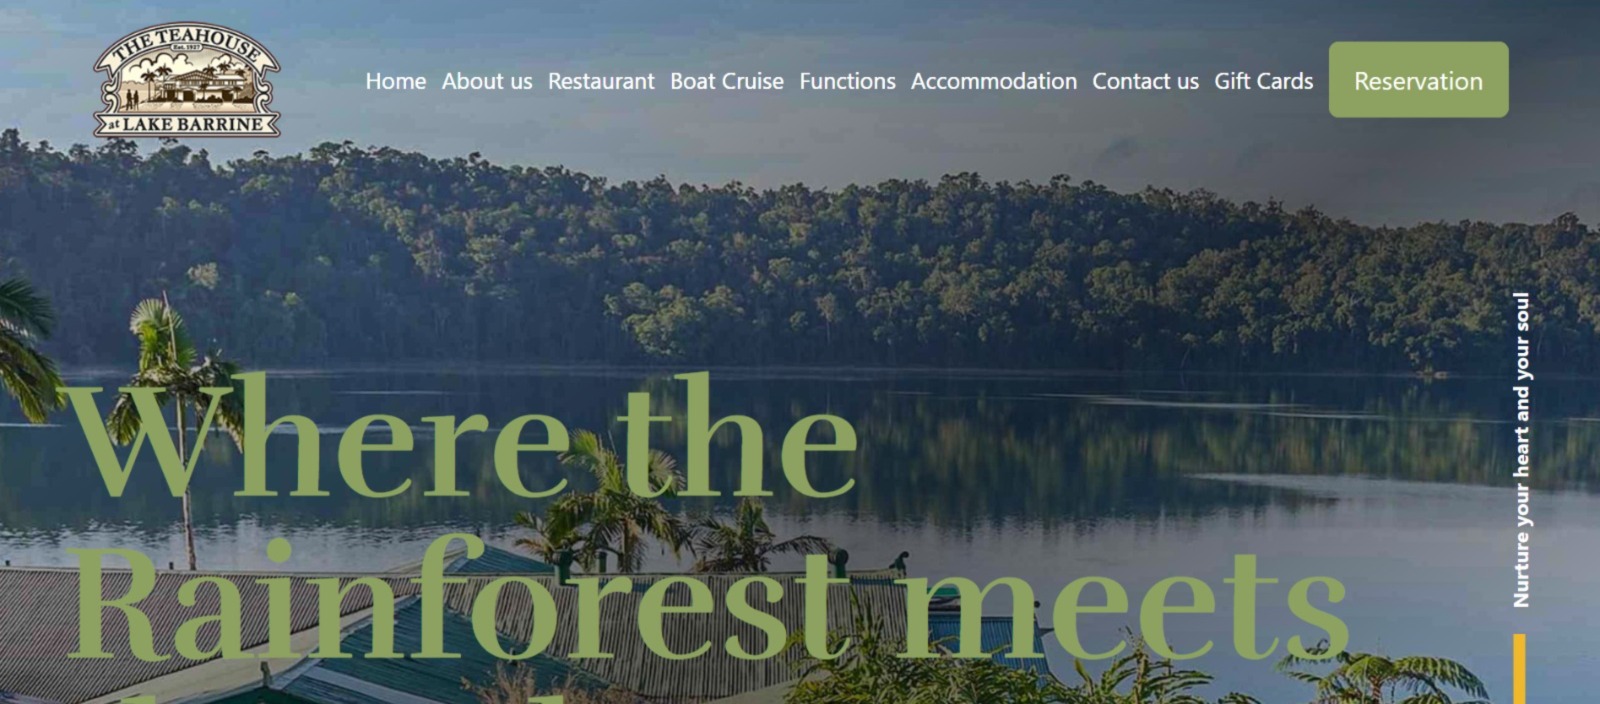 THE TEAHOUSE
Est. 1927
at LAKE BARRINE
Home About us Restaurant Boat Cruise Functions Accommodation Contact us Gift Cards Reservation
Where the
Rainforest meets
Nurture your heart and your soul